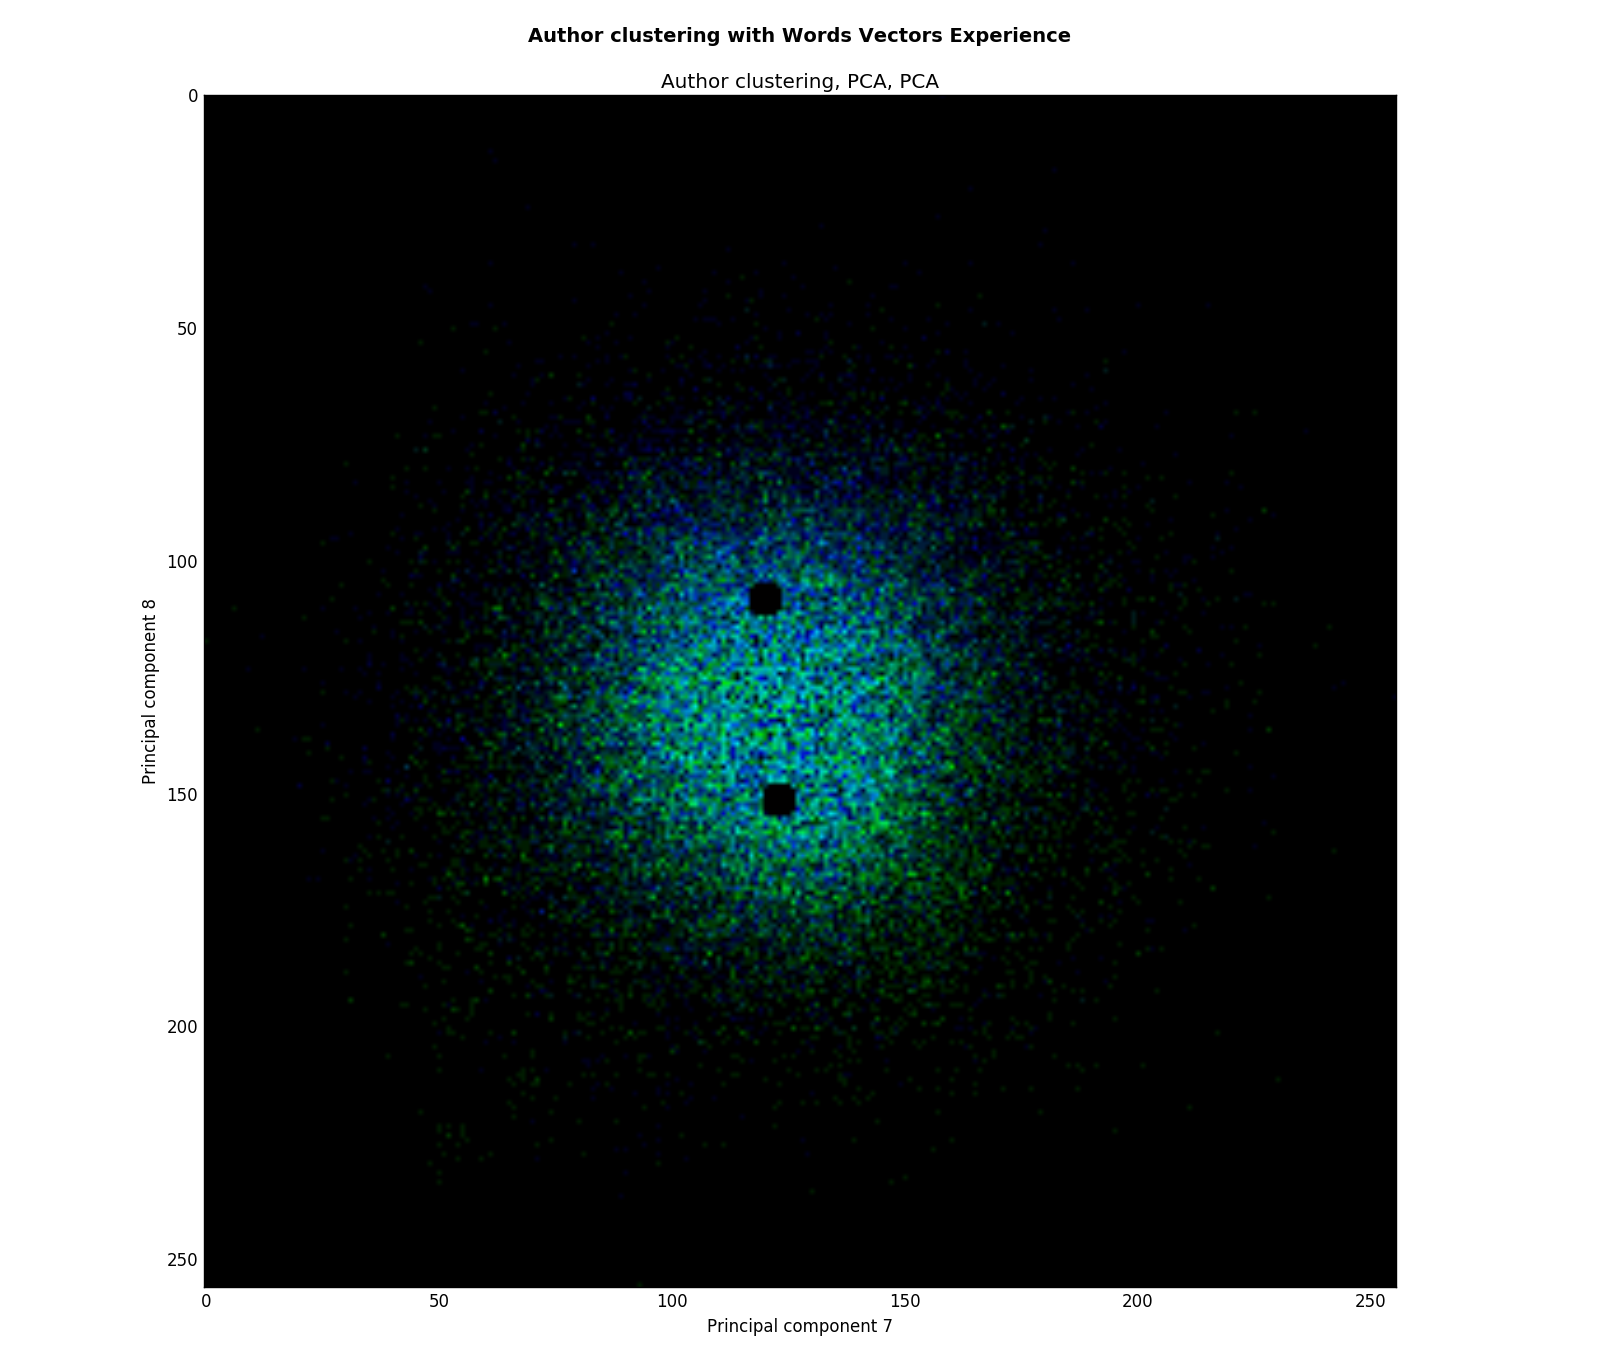 Author clustering with Words Vectors Experience
Author clustering, PCA, PCA
0
50
100
150
200
250
Principal component 8
0 50 100 150 200 250
Principal component 7